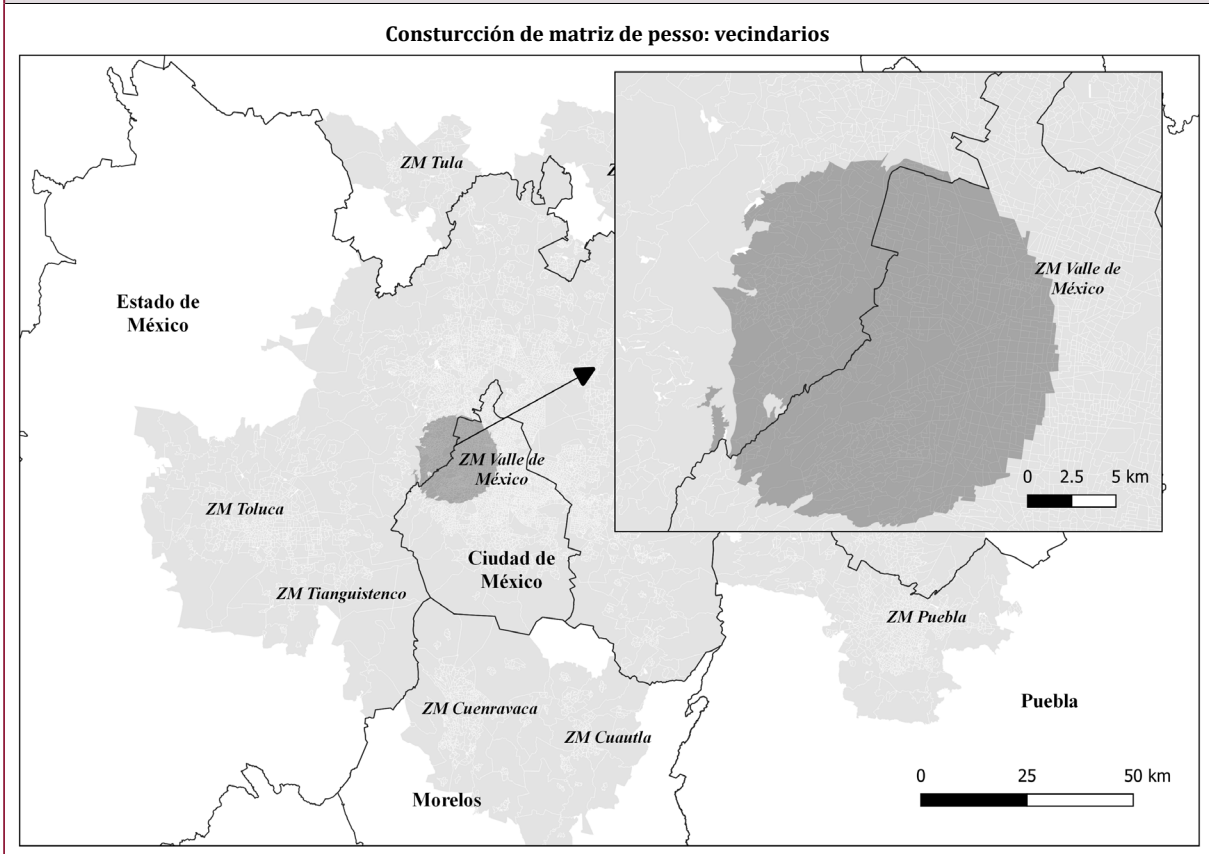 Consturcción de matriz de pesso: vecindarios
ZM Tula
Z
Estado de
México
ZM Valle de
México
0 2.5 5 km
ZM Valle de
México
ZM Toluca
Ciudad de
México
ZM Tianguistenco
ZM Puebla
ZM Cuenravaca
Puebla
ZM Cuautla
0 25 50 km
Morelos